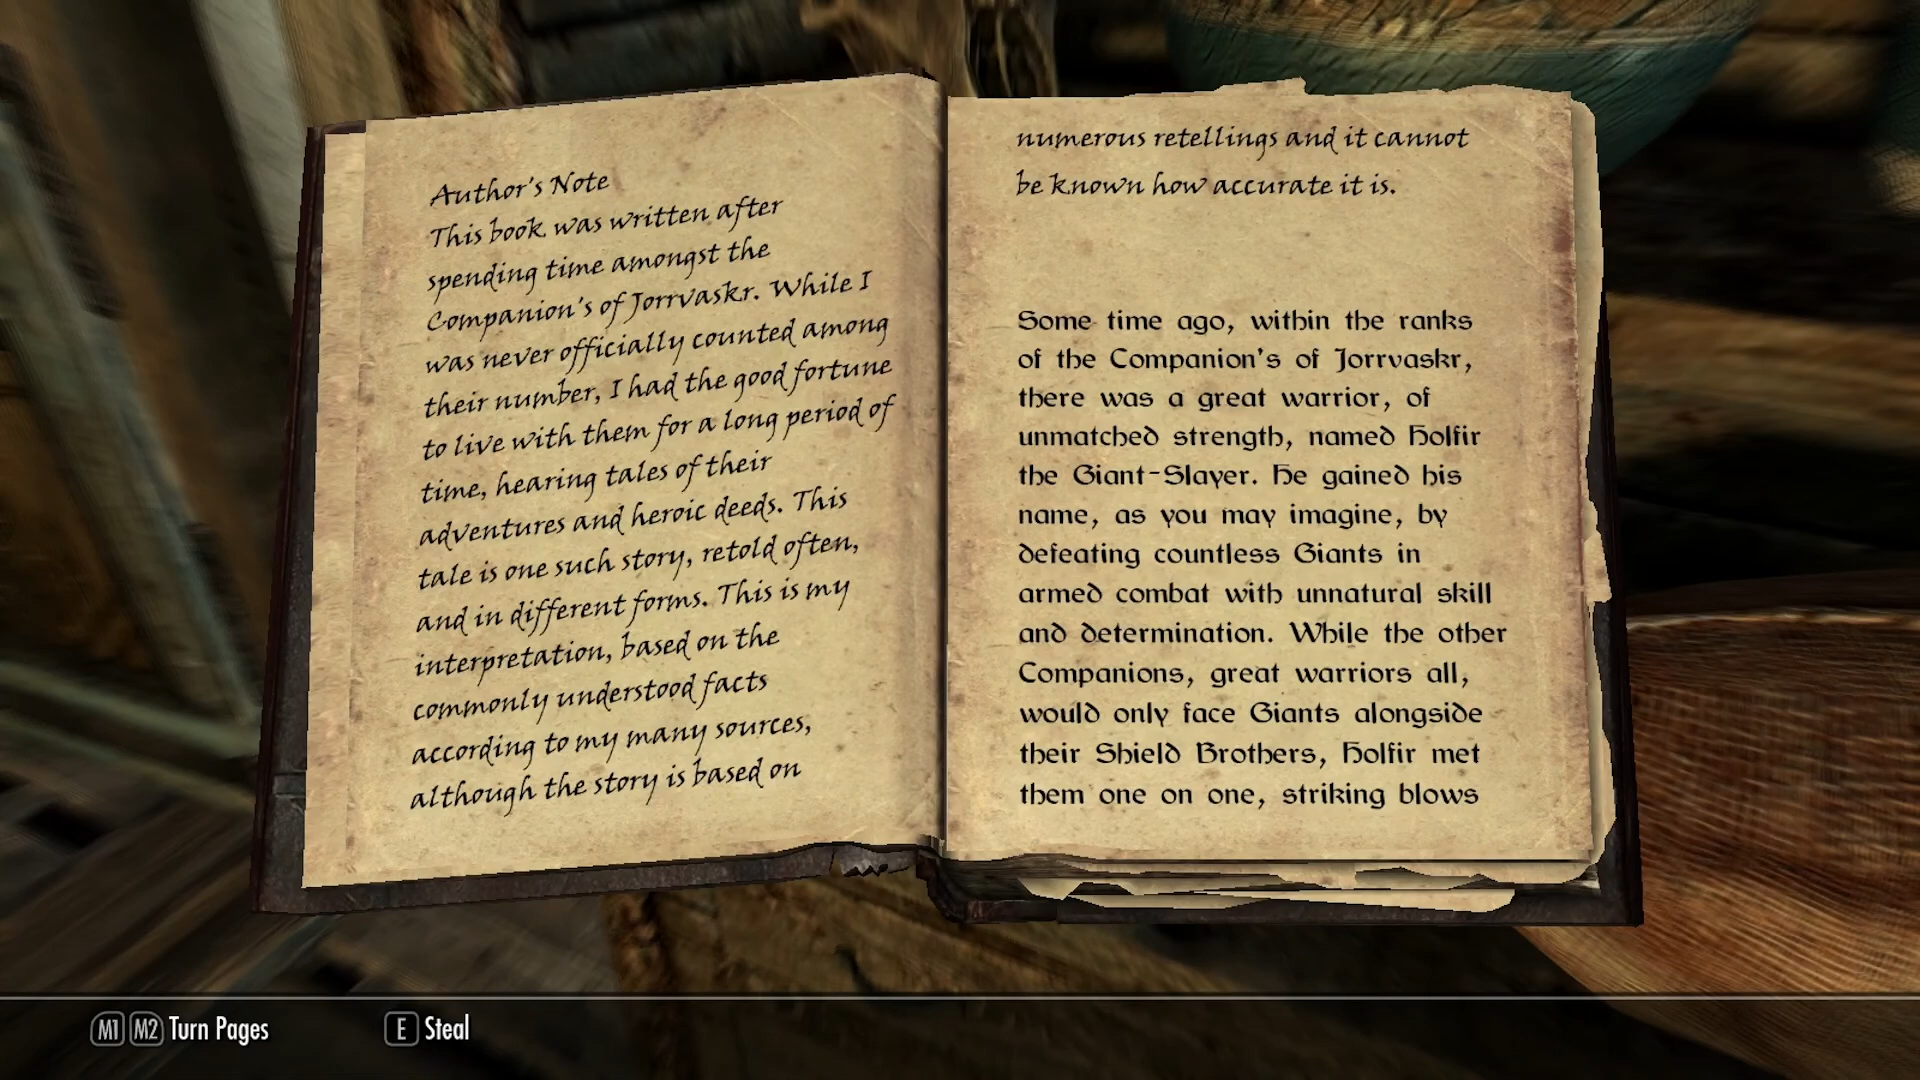 Author's Note
This book was written after
spending time amongst the
Companion's of Jorrvaskr. While I
was never officially counted among
their number, I had the good fortune
to live with them for a long period of
time, hearing tales of their
adventures and heroic deeds. This
tale is one such story, retold often,
and in different forms. This is my
interpretation, based on the
commonly understood facts
according to my many sources,
although the story is based on
numerous retellings and it cannot
be known how accurate it is.
Some time ago, within the ranks
of the Companion's of Jorrvaskr,
there was a great warrior, of
unmatched strength, named Holfir
the Giant-Slayer. He gained his
name, as you may imagine, by
defeating countless Giants in
armed combat with unnatural skill
and determination. While the other
Companions, great warriors all,
would only face Giants alongside
their Shield Brothers, Holfir met
them one on one, striking blows
M1 M2 Turn Pages
E Steal